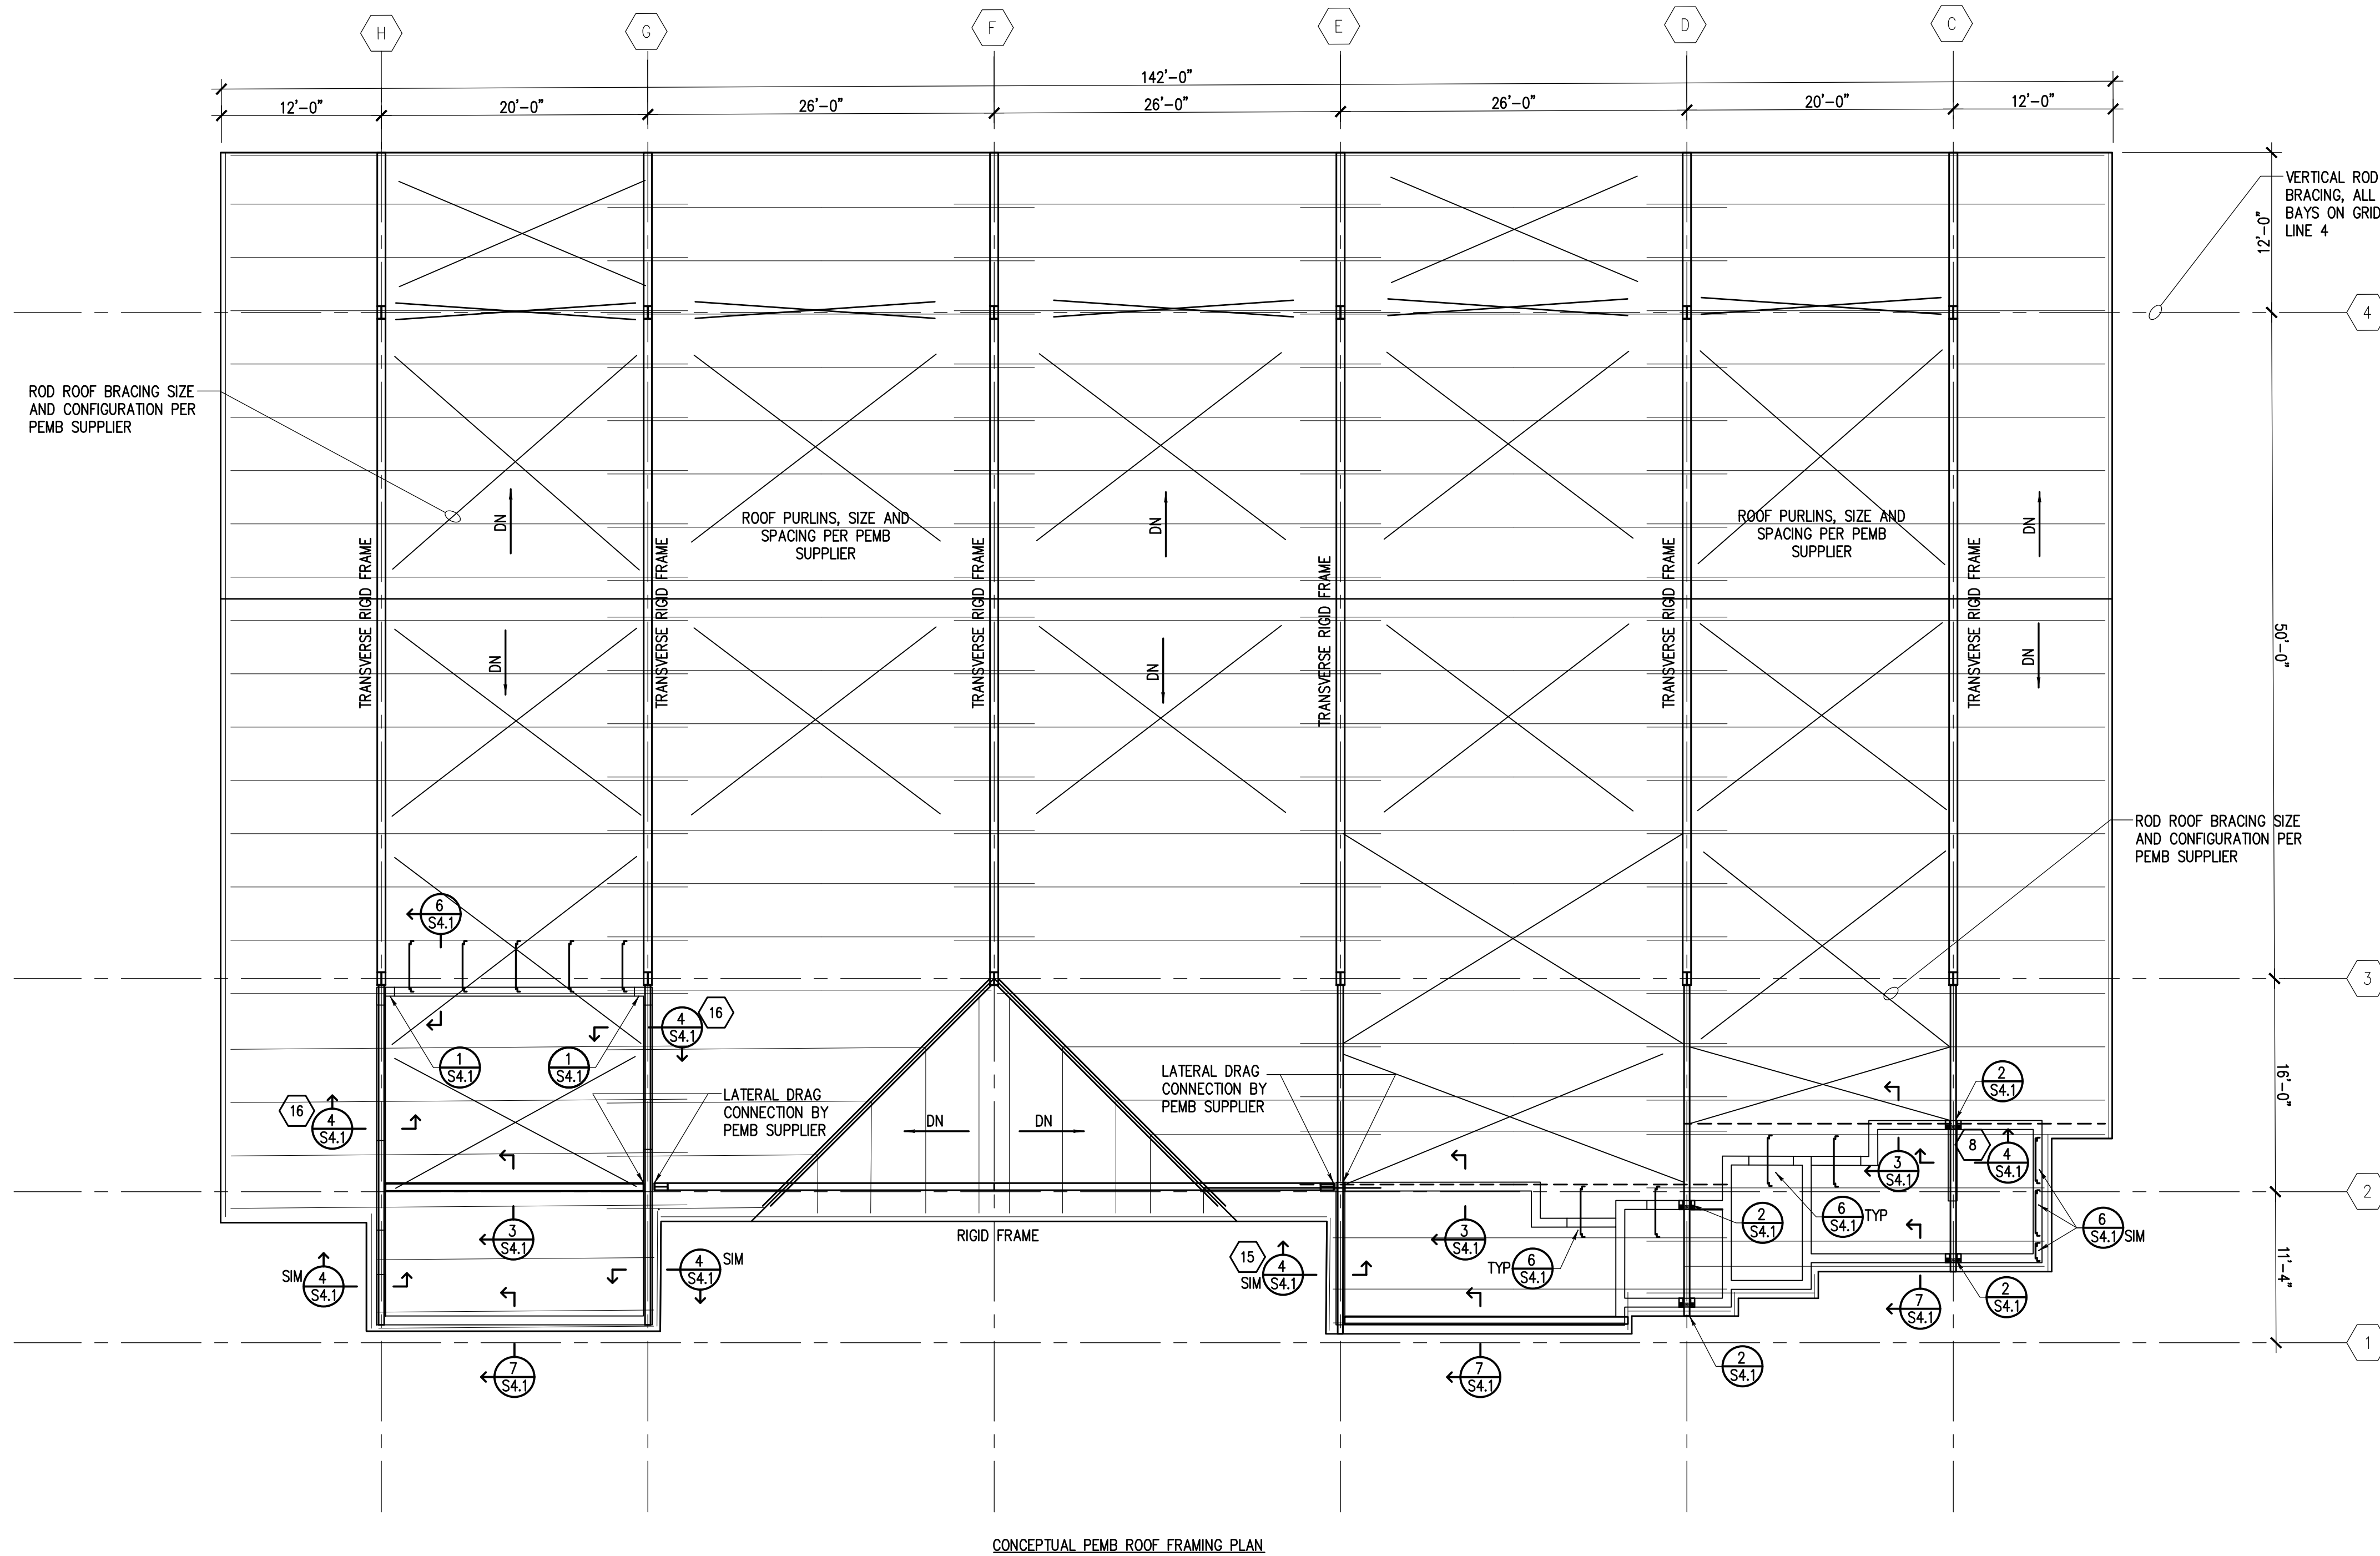 H
G
F
E
D
C
142'-0"
12'-0"
20'-0"
26'-0"
26'-0"
26'-0"
20'-0"
12'-0"
VERTICAL ROD
BRACING, ALL
BAYS ON GRID
LINE 4
12'-0"
4
ROD ROOF BRACING SIZE
AND CONFIGURATION PER
PEMB SUPPLIER
DN
ROOF PURLINS, SIZE AND
SPACING PER PEMB
SUPPLIER
DN
ROOF PURLINS, SIZE AND
SPACING PER PEMB
SUPPLIER
DN
TRANSVERSE RIGID FRAME
TRANSVERSE RIGID FRAME
TRANSVERSE RIGID FRAME
TRANSVERSE RIGID FRAME
TRANSVERSE RIGID FRAME
TRANSVERSE RIGID FRAME
50'-0"
DN
DN
DN
ROD ROOF BRACING SIZE
AND CONFIGURATION PER
PEMB SUPPLIER
6
S4.1
3
4
S4.1
16
1
S4.1
1
S4.1
LATERAL DRAG
CONNECTION BY
PEMB SUPPLIER
LATERAL DRAG
CONNECTION BY
PEMB SUPPLIER
2
S4.1
16'-0"
16
4
S4.1
DN
DN
8
4
S4.1
3
S4.1
2
3
S4.1
RIGID FRAME
3
S4.1
2
S4.1
6
S4.1
TYP
6
S4.1
SIM
SIM
4
S4.1
4
S4.1
SIM
15
SIM
4
S4.1
TYP
6
S4.1
11'-4"
7
S4.1
2
S4.1
1
7
S4.1
7
S4.1
2
S4.1
CONCEPTUAL PEMB ROOF FRAMING PLAN